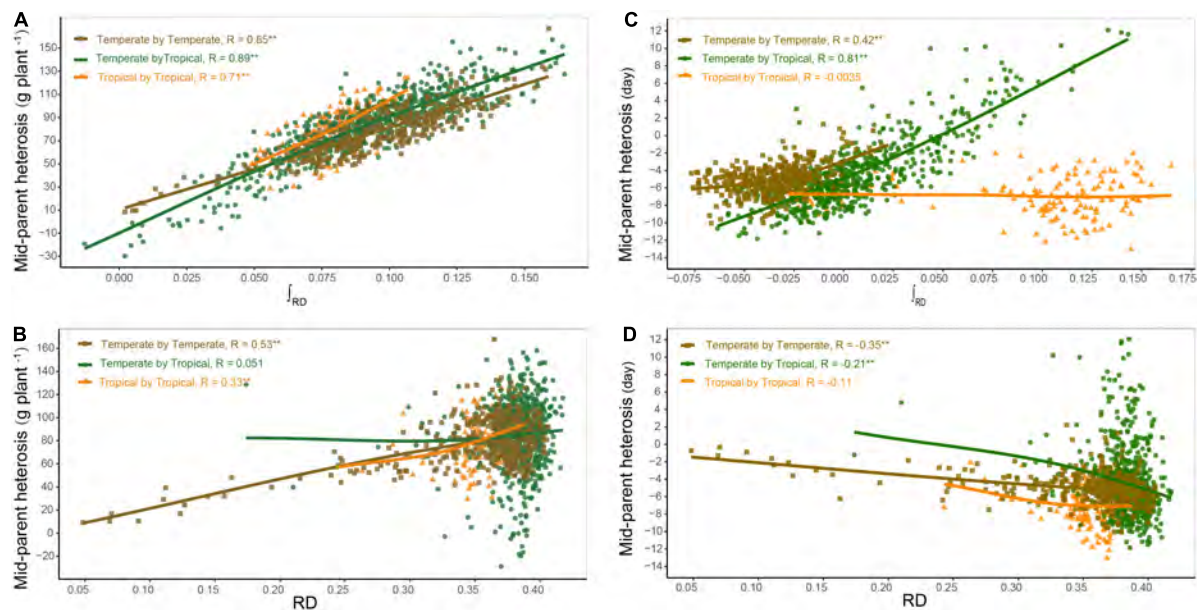 A
Mid-parent heterosis (g plant ⁻¹)
150
130
110
90
70
50
30
10
−10
−30
Temperate by Temperate, R = 0.85**
Temperate byTropical, R = 0.89**
Tropical by Tropical, R = 0.71**
0.000 0.025 0.050 0.075 0.100 0.125 0.150
∫RD
C
Mid-parent heterosis (day)
12
10
8
6
4
2
0
−2
−4
−6
−8
−10
−12
−14
Temperate by Temperate, R = 0.42**
Temperate by Tropical, R = 0.81**
Tropical by Tropical, R = -0.0035
−0.075 −0.050 −0.025 0.000 0.025 0.050 0.075 0.100 0.125 0.150 0.175
∫RD
B
Mid-parent heterosis (g plant ⁻¹)
160
140
120
100
80
60
40
20
0
−20
Temperate by Temperate, R = 0.53**
Temperate by Tropical, R = 0.051
Tropical by Tropical, R = 0.33**
0.05 0.10 0.15 0.20 0.25 0.30 0.35 0.40
RD
D
Mid-parent heterosis (day)
12
10
8
6
4
2
0
−2
−4
−6
−8
−10
−12
−14
Temperate by Temperate, R = -0.35**
Temperate by Tropical, R = -0.21**
Tropical by Tropical, R = -0.11
0.05 0.10 0.15 0.20 0.25 0.30 0.35 0.40
RD